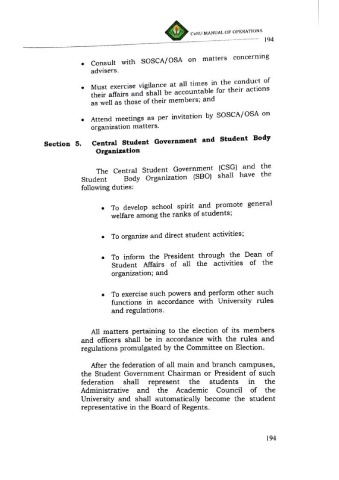 CvSU MANUAL OF OPERATIONS
194
• Consult with SOSCA/OSA on matters concerning
advisers.
• Must exercise vigilance at all times in the conduct of
their affairs and shall be accountable for their actions
as well as those of their members; and
• Attend meetings as per invitation by SOSCA/OSA on
organization matters.
Section 5. Central Student Government and Student Body
Organization
The Central Student Government (CSG) and the
Student Body Organization (SBO) shall have the
following duties:
• To develop school spirit and promote general
welfare among the ranks of students;
• To organize and direct student activities;
• To inform the President through the Dean of
Student Affairs of all the activities of the
organization; and
• To exercise such powers and perform other such
functions in accordance with University rules
and regulations.
All matters pertaining to the election of its members
and officers shall be in accordance with the rules and
regulations promulgated by the Committee on Election.
After the federation of all main and branch campuses,
the Student Government Chairman or President of such
federation shall represent the students in the
Administrative and the Academic Council of the
University and shall automatically become the student
representative in the Board of Regents.
194